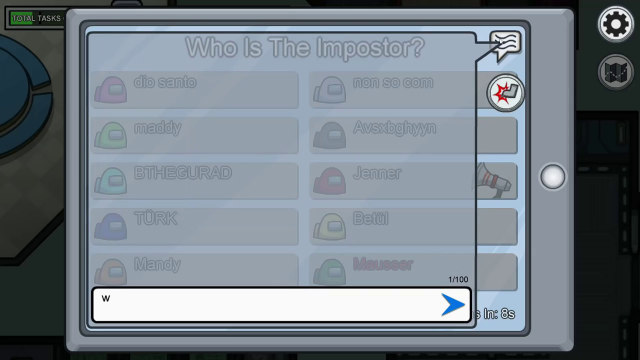 TOTAL TASKS
Who Is The Impostor?
dio santo
non so com
maddy
Avsxbghyyn
BTHEGURAD
Jenner
TÜRK
Betül
Mandy
Mausser
1/100
w
s In: 8s